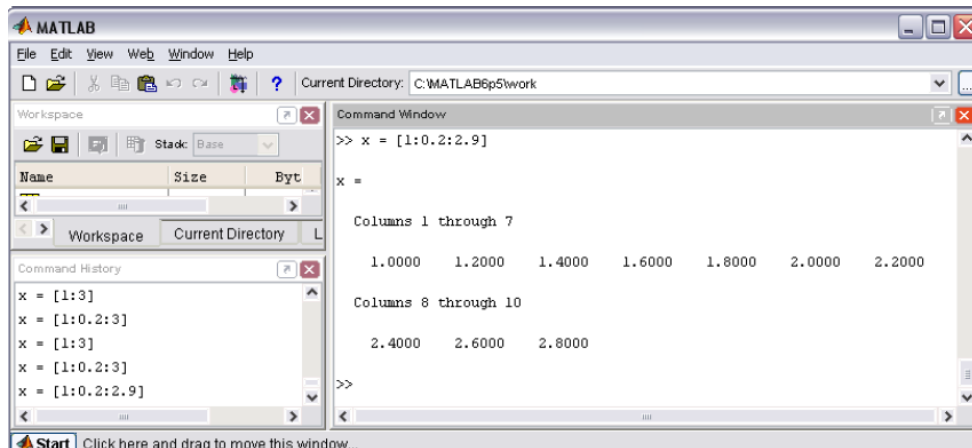 MATLAB
File Edit View Web Window Help
? Current Directory: C:\MATLAB6p5\work ...
Workspace
Stack: Base
Name Size Byt
Workspace Current Directory L
Command History
x = [1:3]
x = [1:0.2:3]
x = [1:3]
x = [1:0.2:3]
x = [1:0.2:2.9]
Command Window
>> x = [1:0.2:2.9]
x =
Columns 1 through 7
1.0000 1.2000 1.4000 1.6000 1.8000 2.0000 2.2000
Columns 8 through 10
2.4000 2.6000 2.8000
>>
Start Click here and drag to move this window...